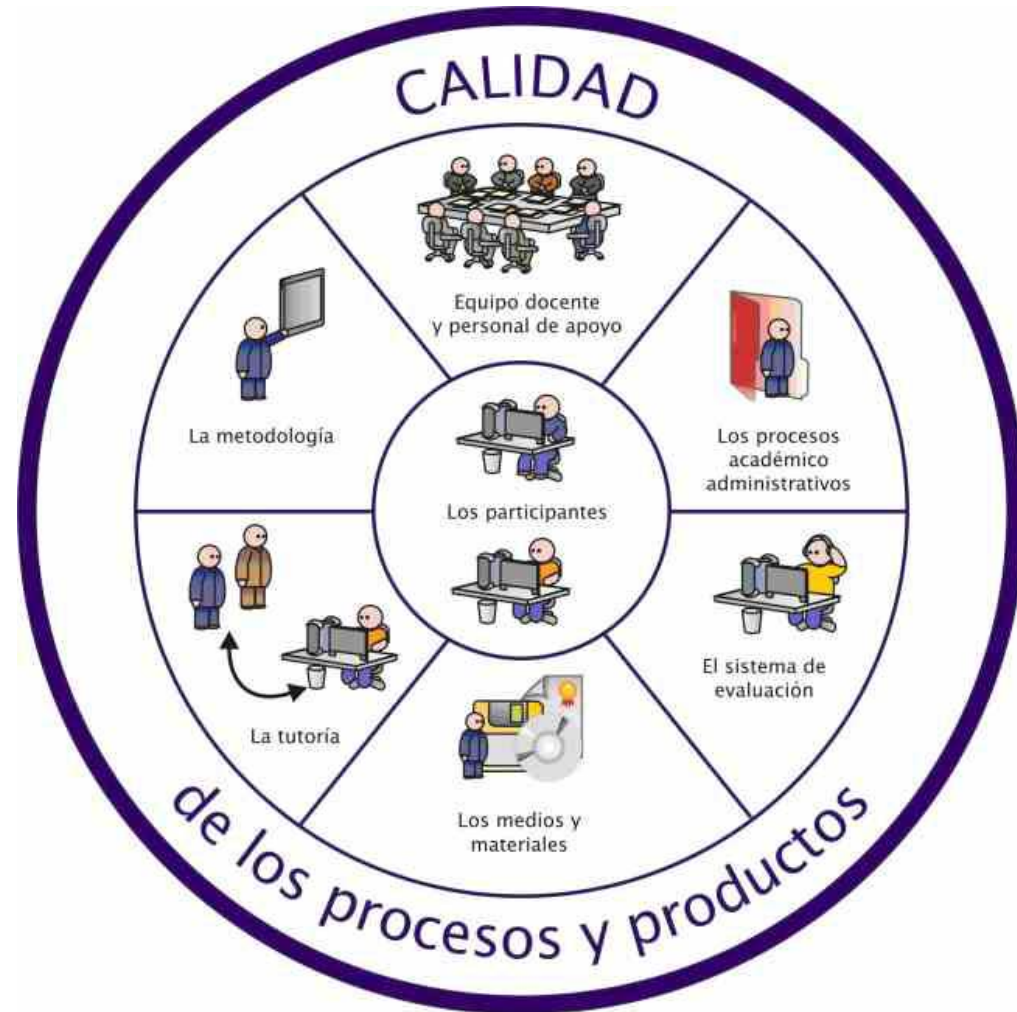 CALIDAD
Equipo docente
y personal de apoyo
La metodología
Los procesos
académico
administrativos
Los participantes
El sistema de
evaluación
La tutoría
Los medios y
materiales
de los procesos y productos